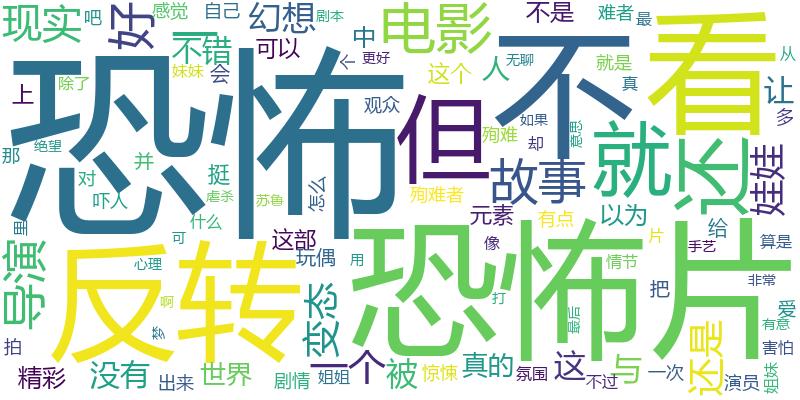 现实
吧
感觉
自己
幻想
剧本
电影
不是
难者
最
好
一
不错
可以
中
个
更好
无聊
就是
从
妹妹
会
除了
这个
人
真
让
多
上
恐怖
但
不
看
观众
殉难
如果
却
意思
那
绝望
并
挺
对
吓人
虐杀
苏鲁
怎么
殉难者
故事
就
还
娃娃
什么
元素
有点
以为
给
里
可
这部
像
片
手艺
算是
导演
反转
心理
玩偶
用
恐怖片
情节
把
非常
啊
梦
变态
打
最后
爱
有意
拍
一个
这
与
还是
害怕
精彩
没有
出来
世界
剧情
姐姐
被
惊悚
真的
氛围
不过
一次
演员
姐妹